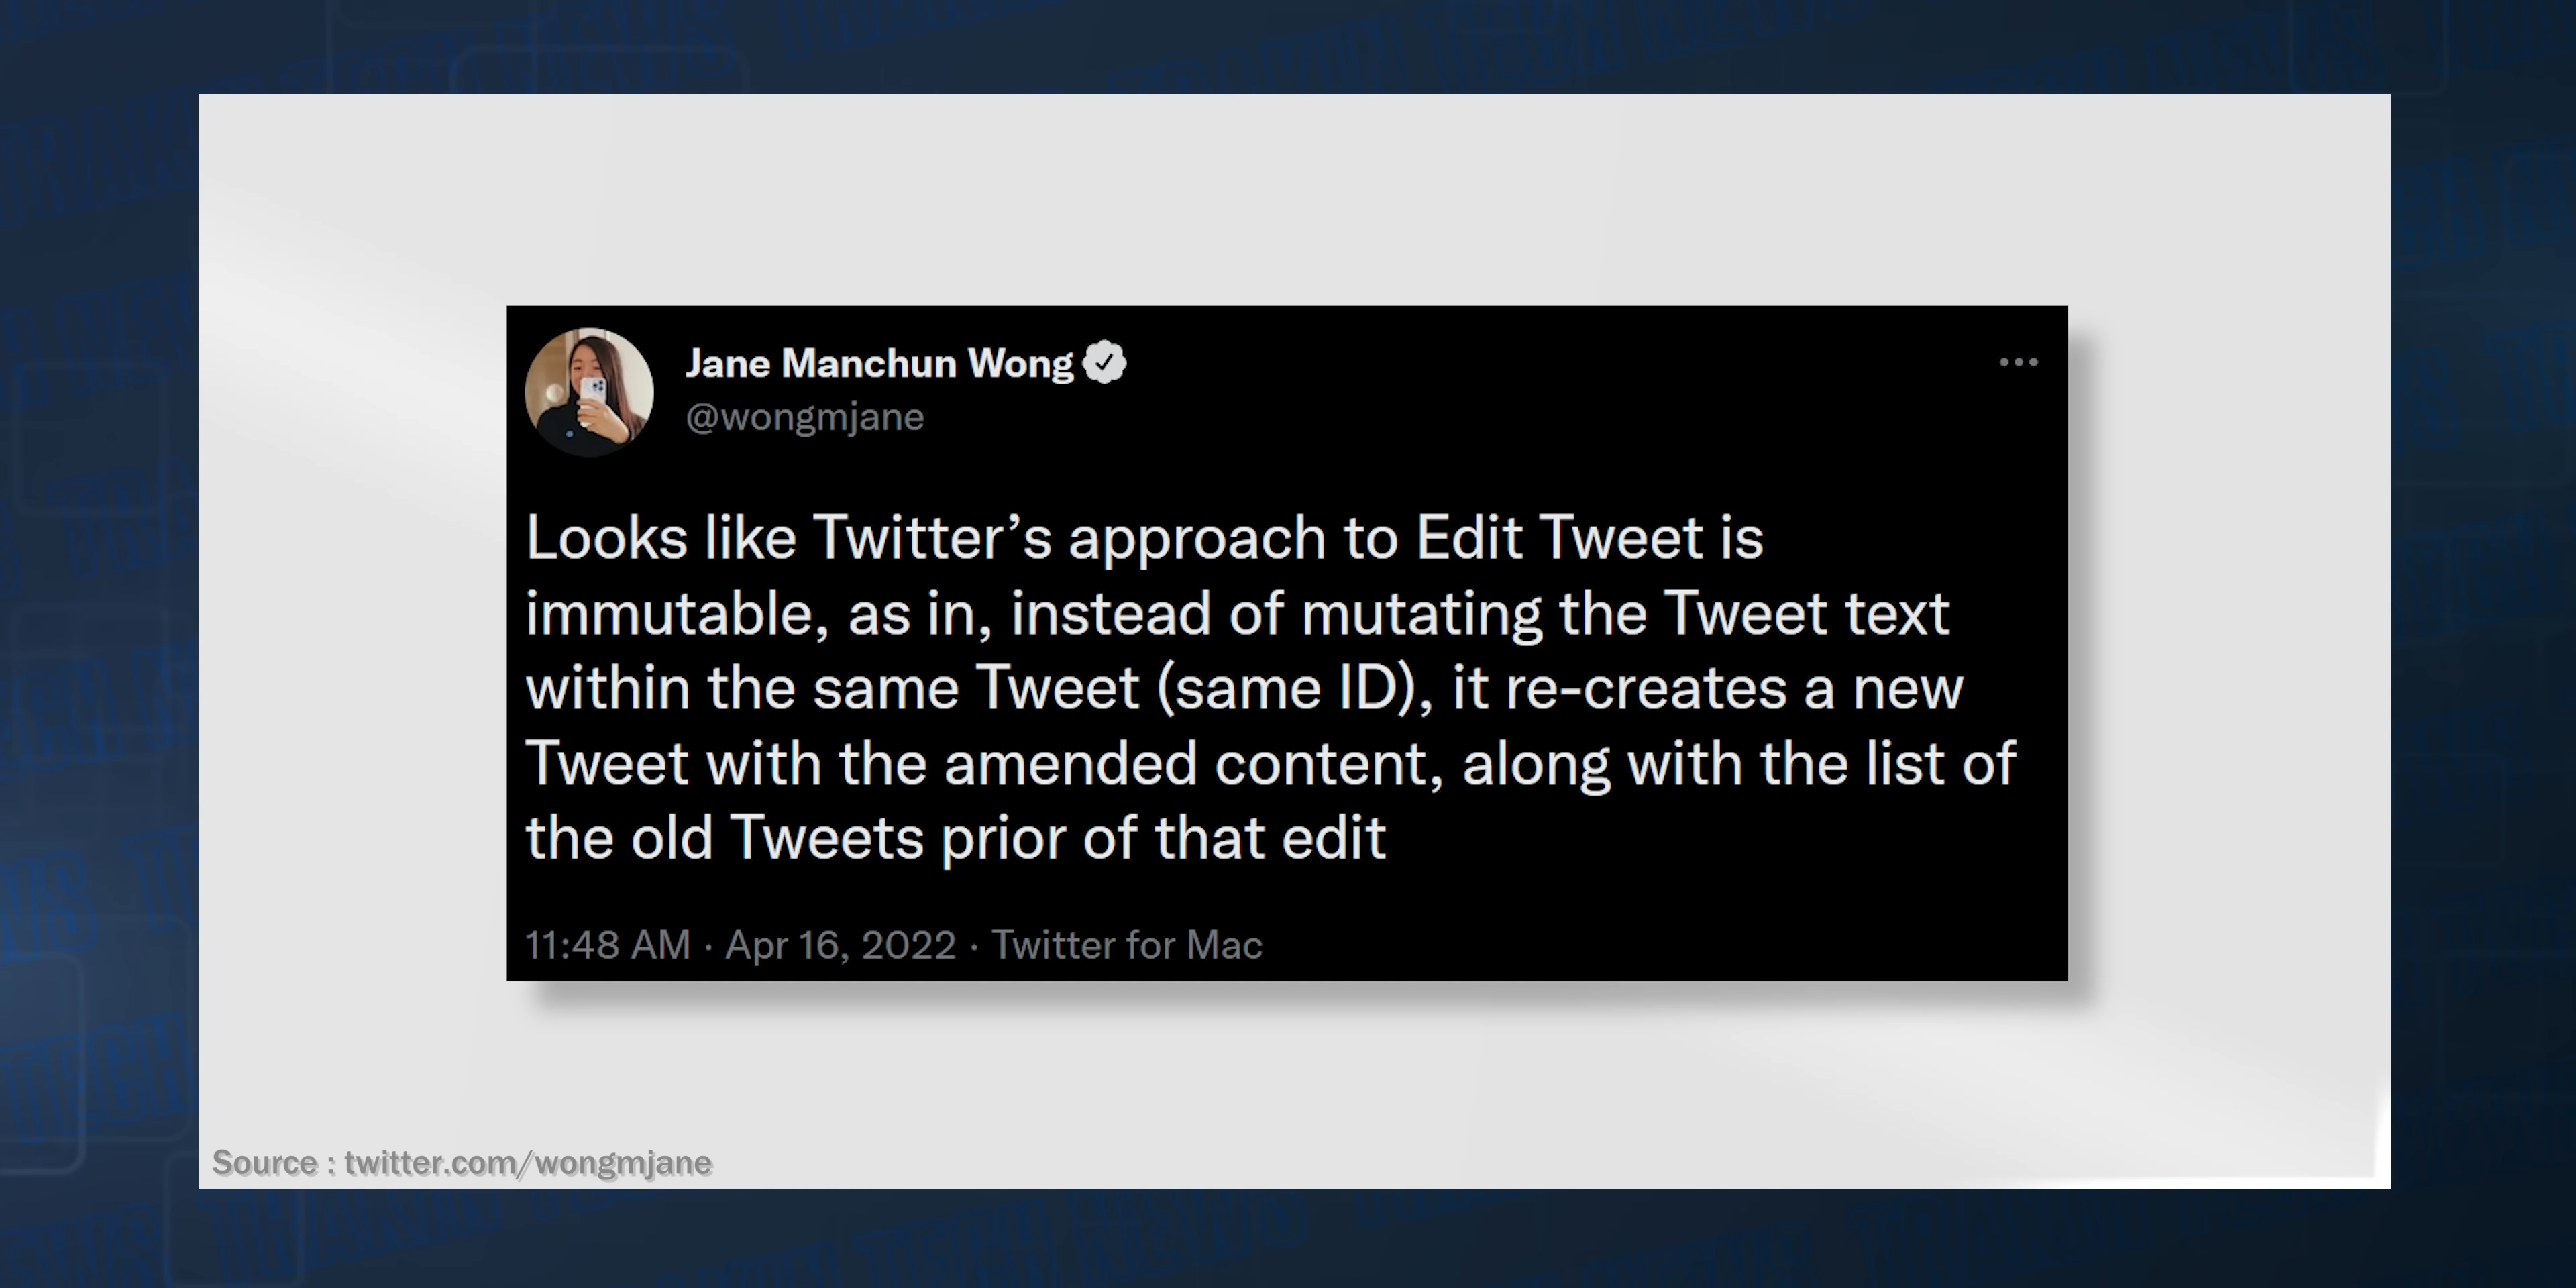 Jane Manchun Wong
@wongmjane
Looks like Twitter’s approach to Edit Tweet is
immutable, as in, instead of mutating the Tweet text
within the same Tweet (same ID), it re-creates a new
Tweet with the amended content, along with the list of
the old Tweets prior of that edit
11:48 AM · Apr 16, 2022 · Twitter for Mac
Source : twitter.com/wongmjane